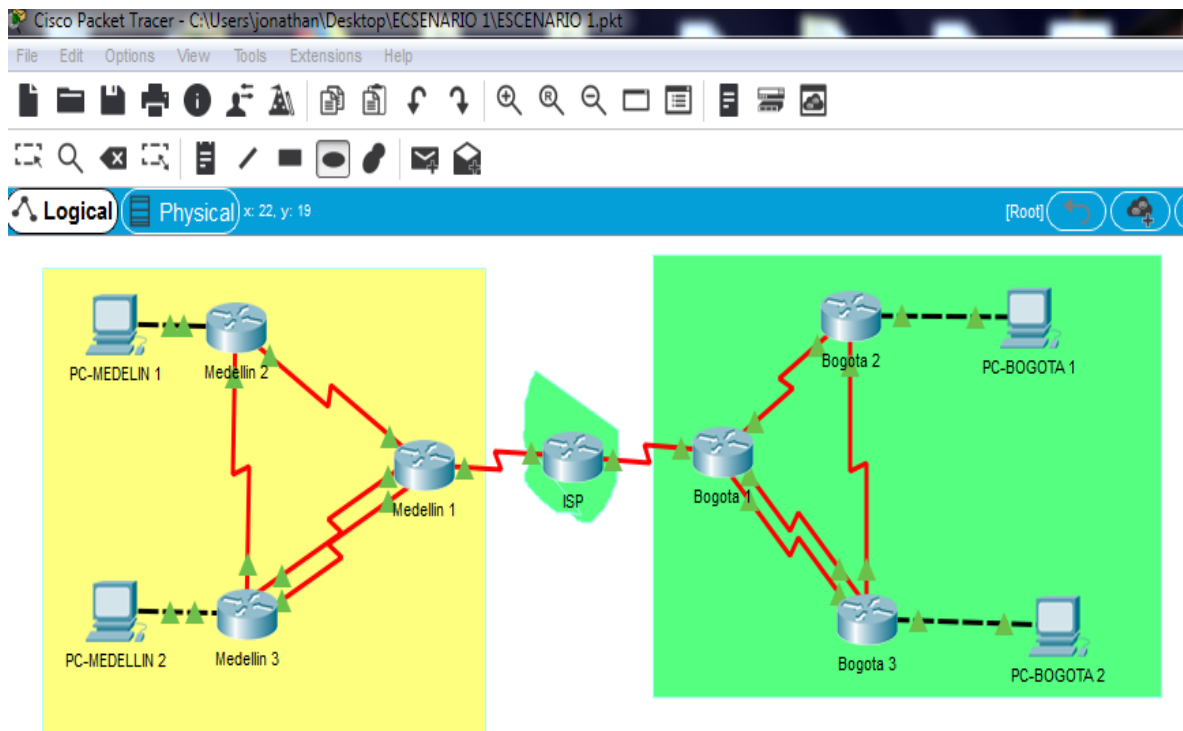 Cisco Packet Tracer - C:\Users\jonathan\Desktop\ECSENARIO 1\ESCENARIO 1.pkt
File Edit Options View Tools Extensions Help
Logical Physical x: 22, y: 19 [Root]
PC-MEDELIN 1
Medellin 2
Medellin 1
PC-MEDELLIN 2
Medellin 3
ISP
Bogota 2
PC-BOGOTA 1
Bogota 1
Bogota 3
PC-BOGOTA 2